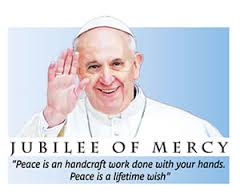 JUBILEE OF MERCY
"Peace is an handcraft work done with your hands.
Peace is a lifetime wish"